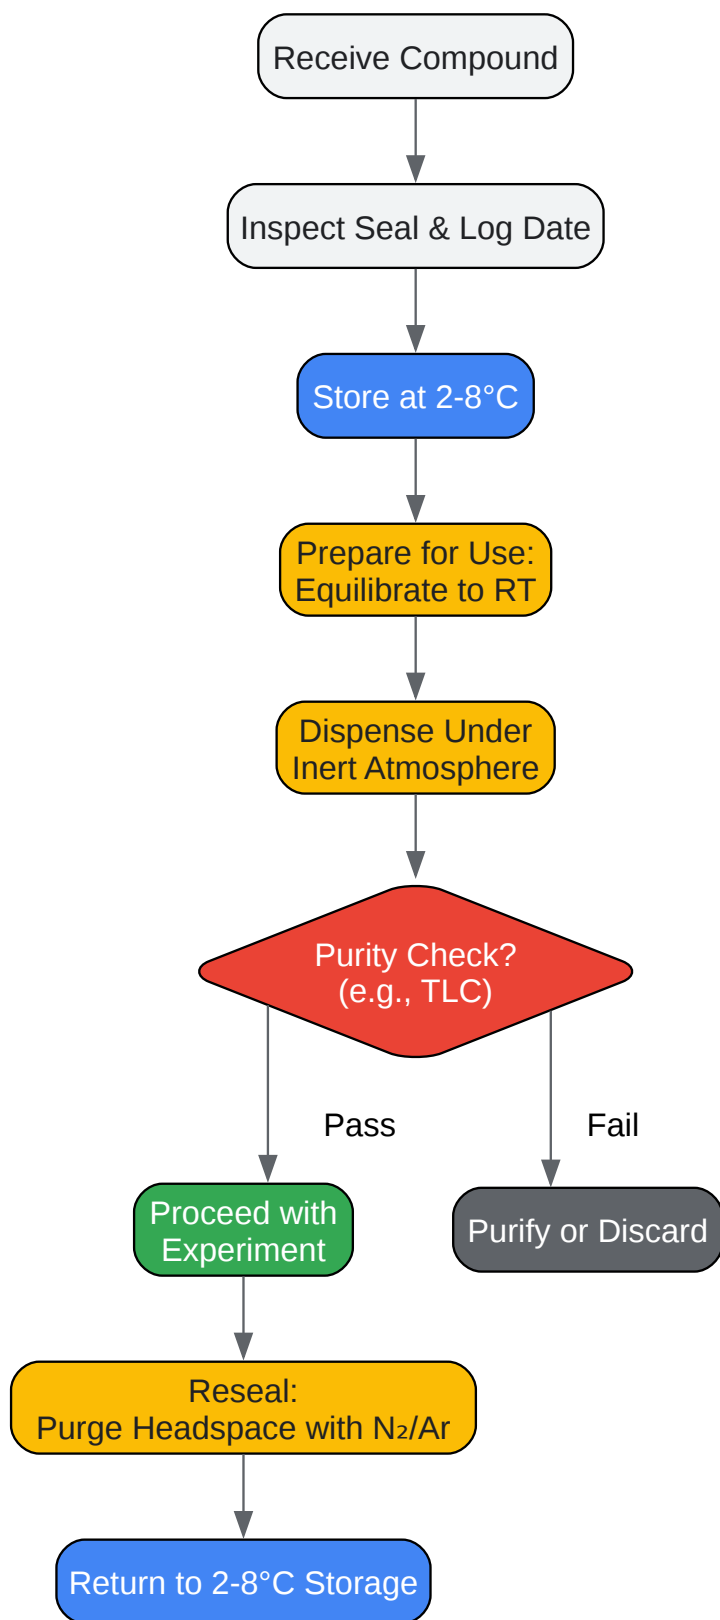 Receive Compound
Inspect Seal & Log Date
Store at 2-8°C
Prepare for Use:
Equilibrate to RT
Dispense Under
Inert Atmosphere
Purity Check?
(e.g., TLC)
Pass
Fail
Proceed with
Experiment
Purify or Discard
Reseal:
Purge Headspace with N₂/Ar
Return to 2-8°C Storage